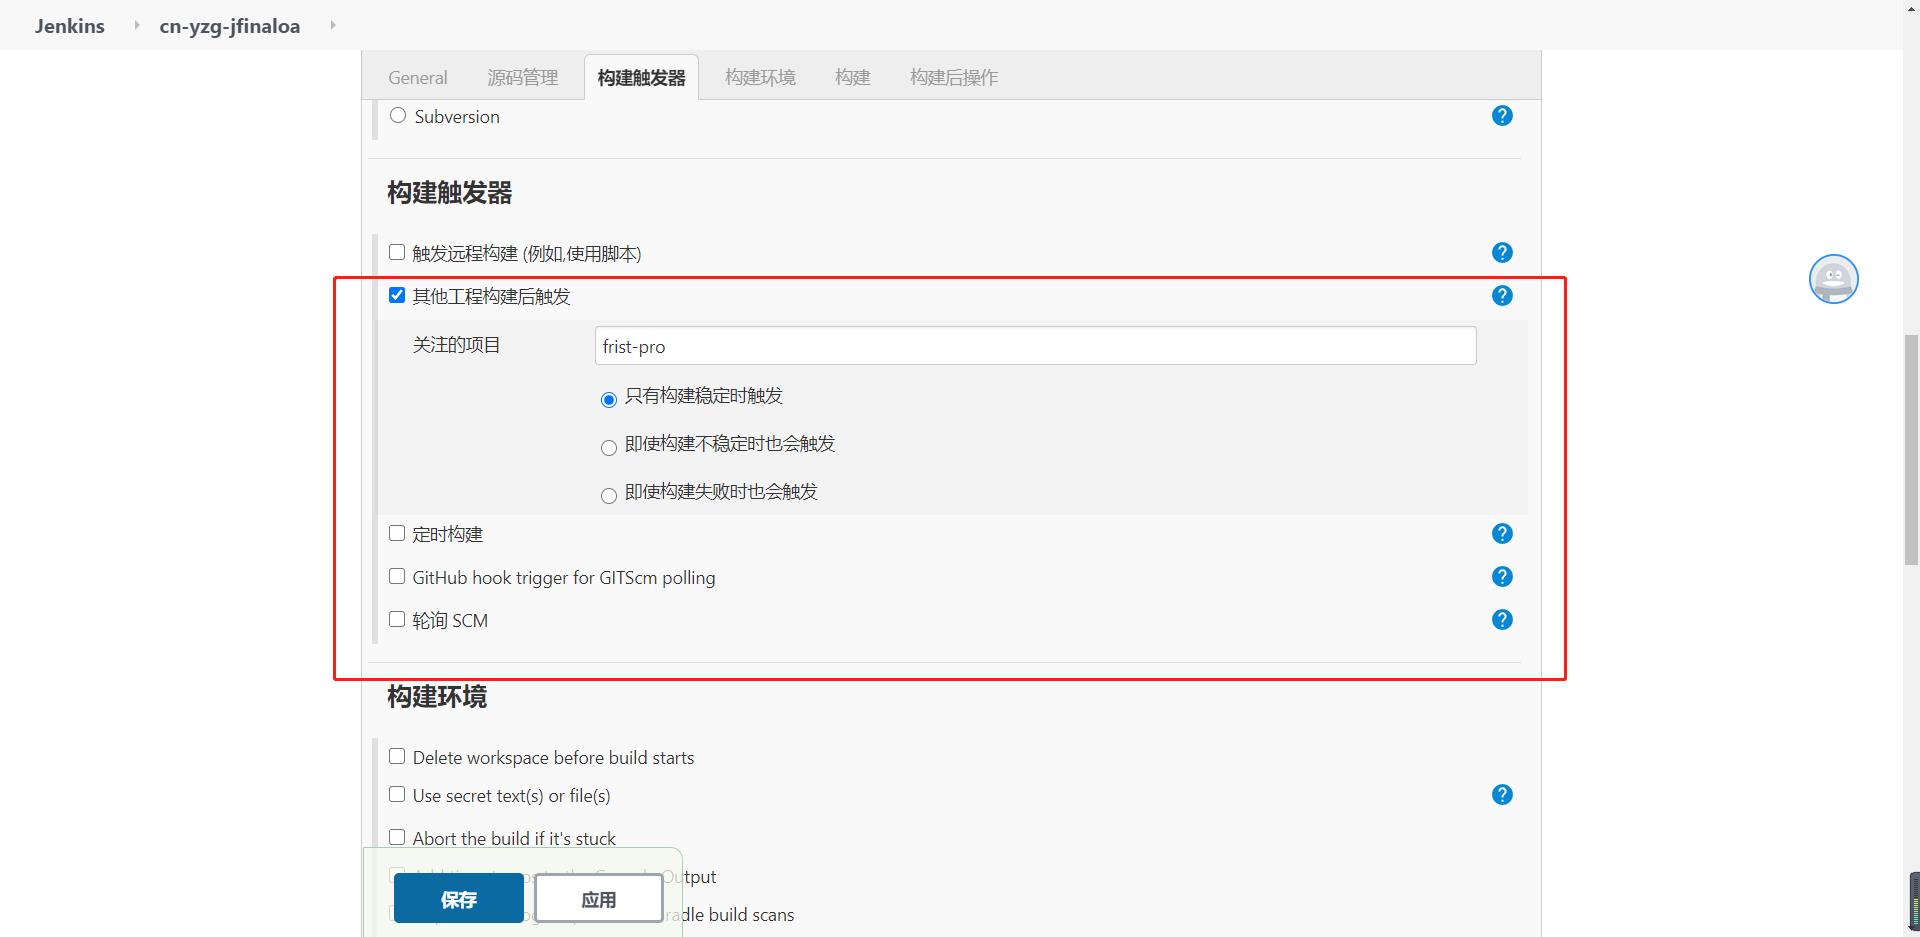 Jenkins cn-yzg-jfinaloa
General 源码管理 构建触发器 构建环境 构建 构建后操作
Subversion
构建触发器
触发远程构建 (例如,使用脚本)
其他工程构建后触发
关注的项目 frist-pro
只有构建稳定时触发
即使构建不稳定时也会触发
即使构建失败时也会触发
定时构建
GitHub hook trigger for GITScm polling
轮询 SCM
构建环境
Delete workspace before build starts
Use secret text(s) or file(s)
Abort the build if it's stuck
Output
保存 应用
build scans